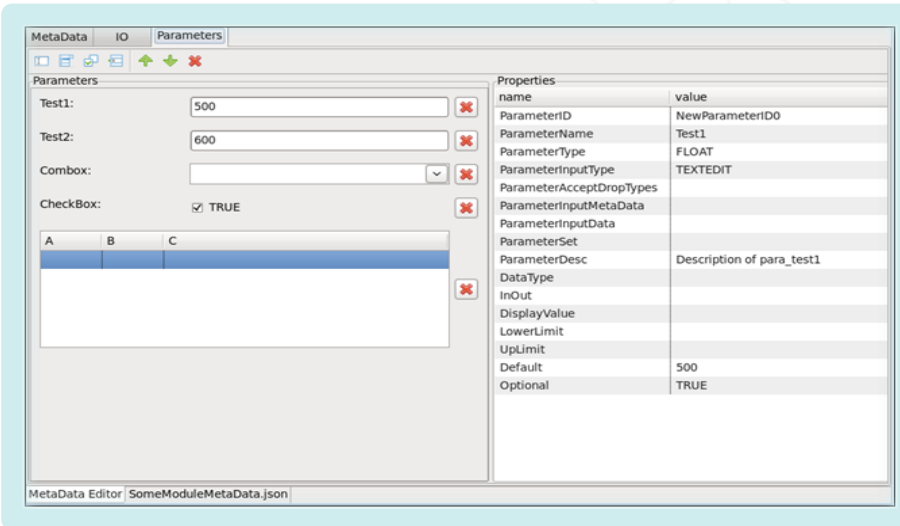 MetaData IO Parameters
Parameters
Test1: 500
Test2: 600
Combox:
CheckBox: TRUE
A B C
Properties
name value
ParameterID NewParameterID0
ParameterName Test1
ParameterType FLOAT
ParameterInputType TEXTEDIT
ParameterAcceptDropTypes
ParameterInputMetaData
ParameterInputData
ParameterSet
ParameterDesc Description of para_test1
DataType
InOut
DisplayValue
LowerLimit
UpLimit
Default 500
Optional TRUE
MetaData Editor SomeModuleMetaData.json